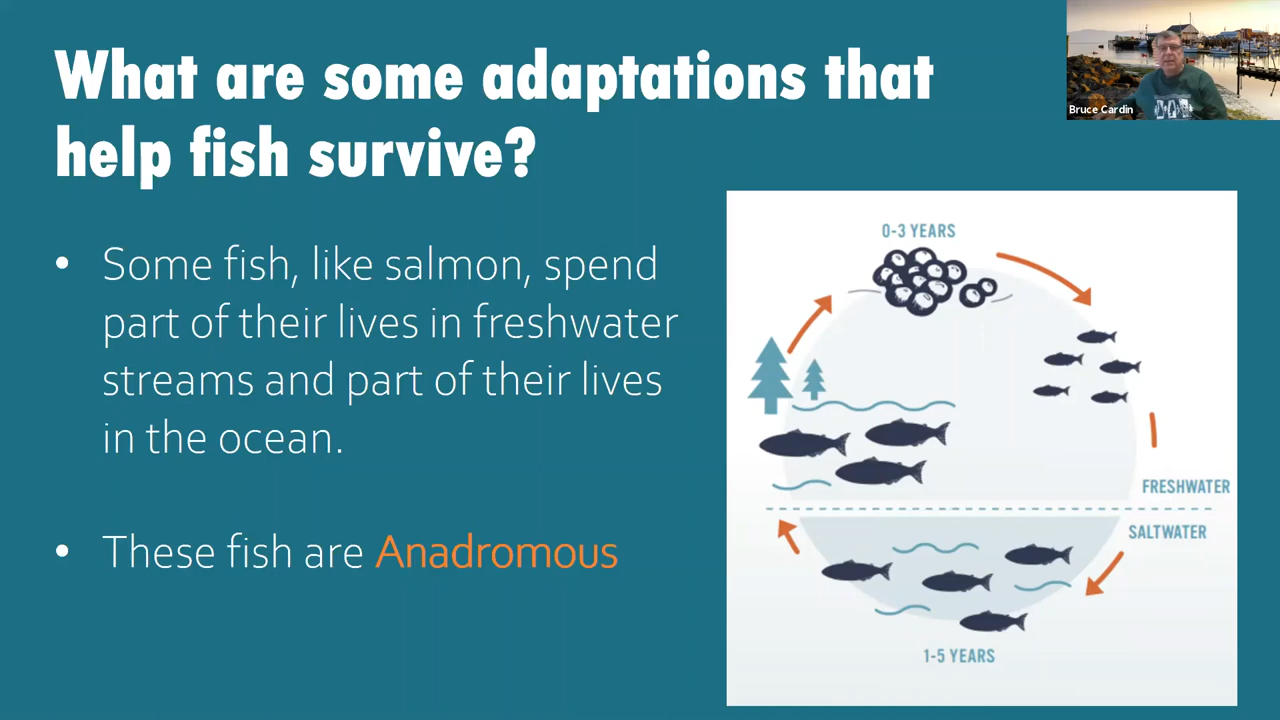 What are some adaptations that
help fish survive?
Bruce Cardin
• Some fish, like salmon, spend
part of their lives in freshwater
streams and part of their lives
in the ocean.
• These fish are Anadromous
0-3 YEARS
FRESHWATER
SALTWATER
1-5 YEARS